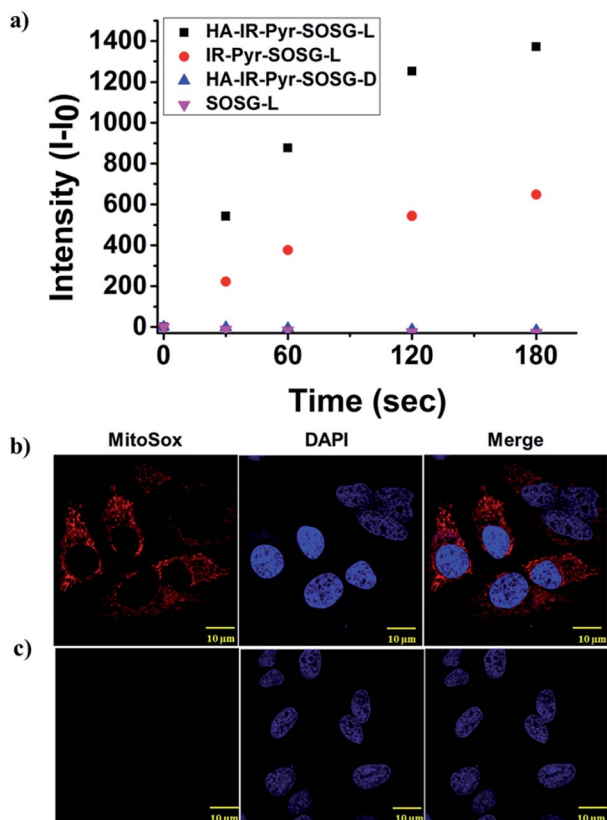 a)
1400
1200
1000
800
600
400
200
0
Intensity (I-I0)
HA-IR-Pyr-SOSG-L
IR-Pyr-SOSG-L
HA-IR-Pyr-SOSG-D
SOSG-L
0 60 120 180
Time (sec)
b)
MitoSox DAPI Merge
10 μm 10 μm 10 μm
c)
10 μm 10 μm 10 μm